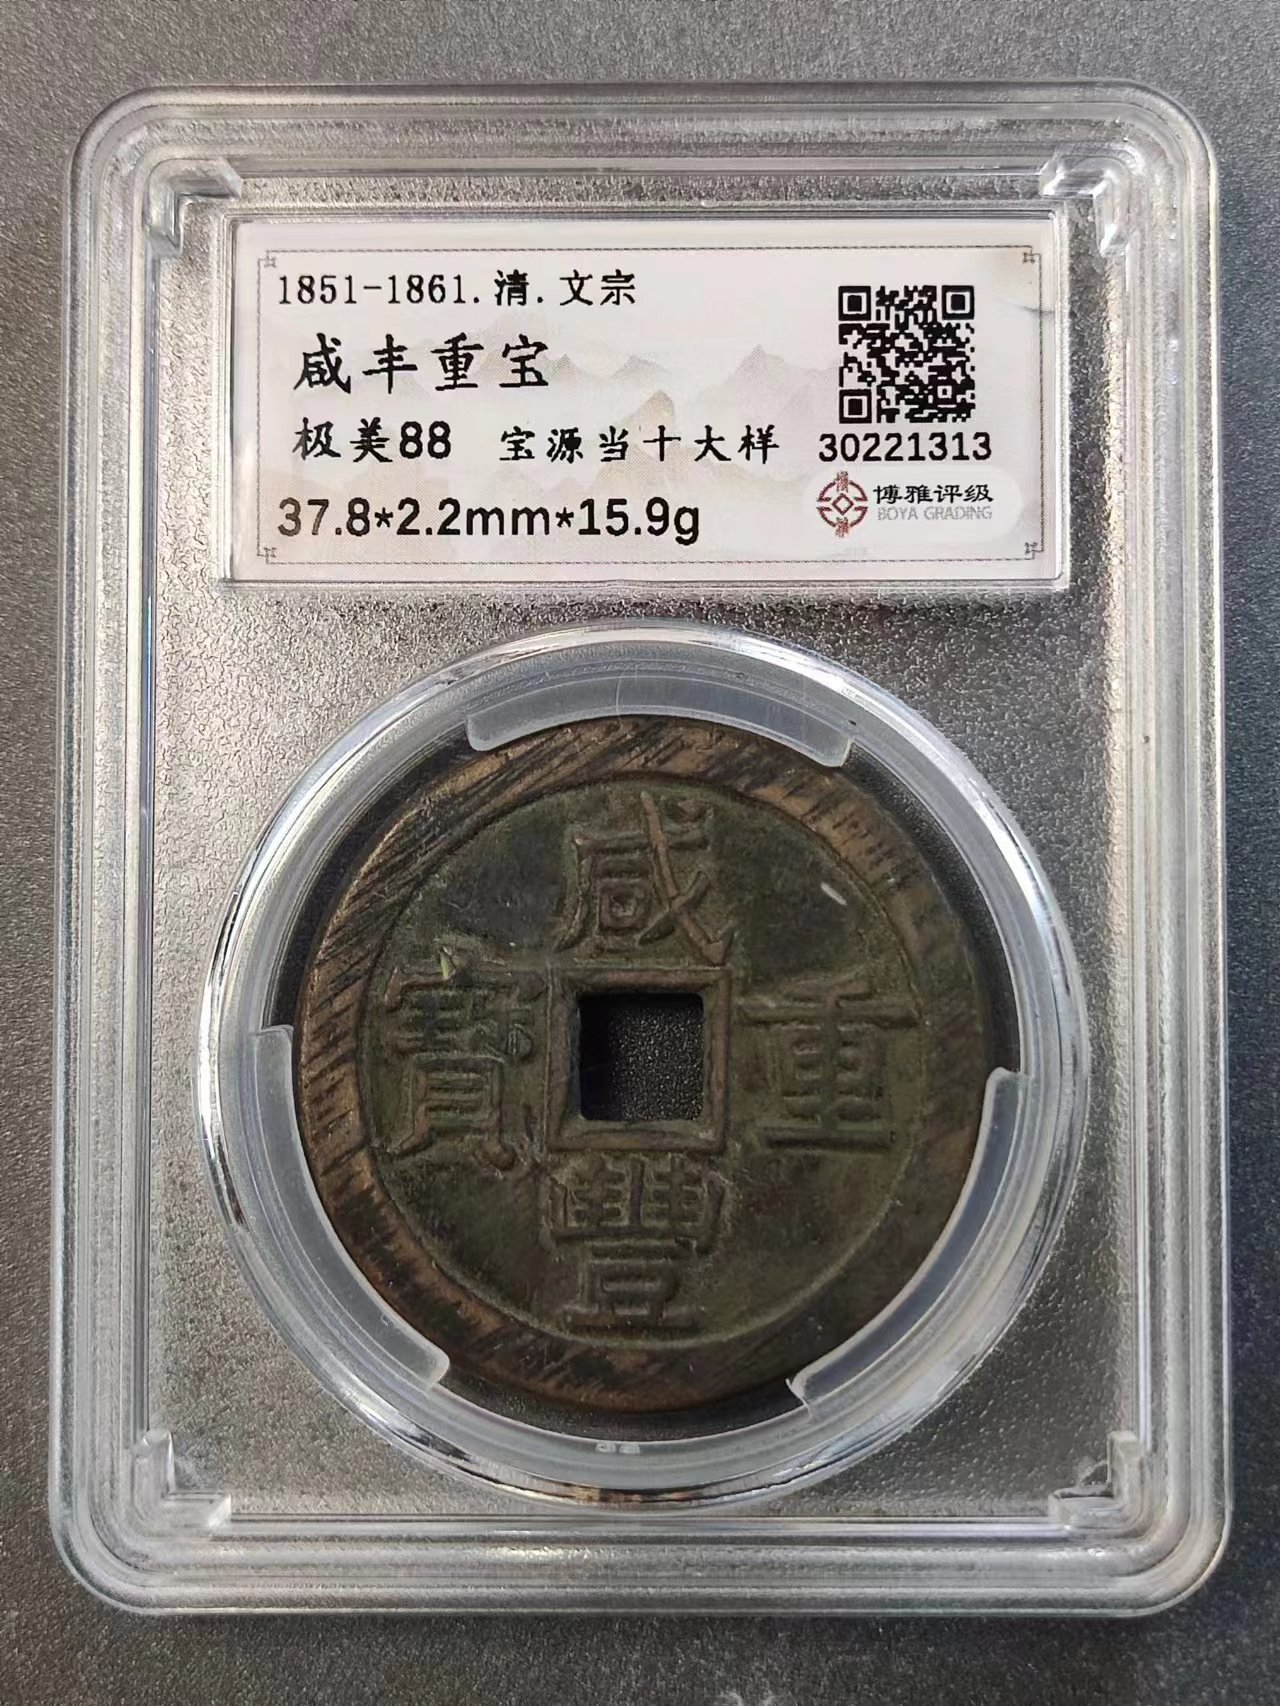 1851-1861.清.文宗
咸丰重宝
极美88 宝源当十大样
30221313
37.8*2.2mm*15.9g
博雅评级
BOYA GRADING
咸
寶 重
豐